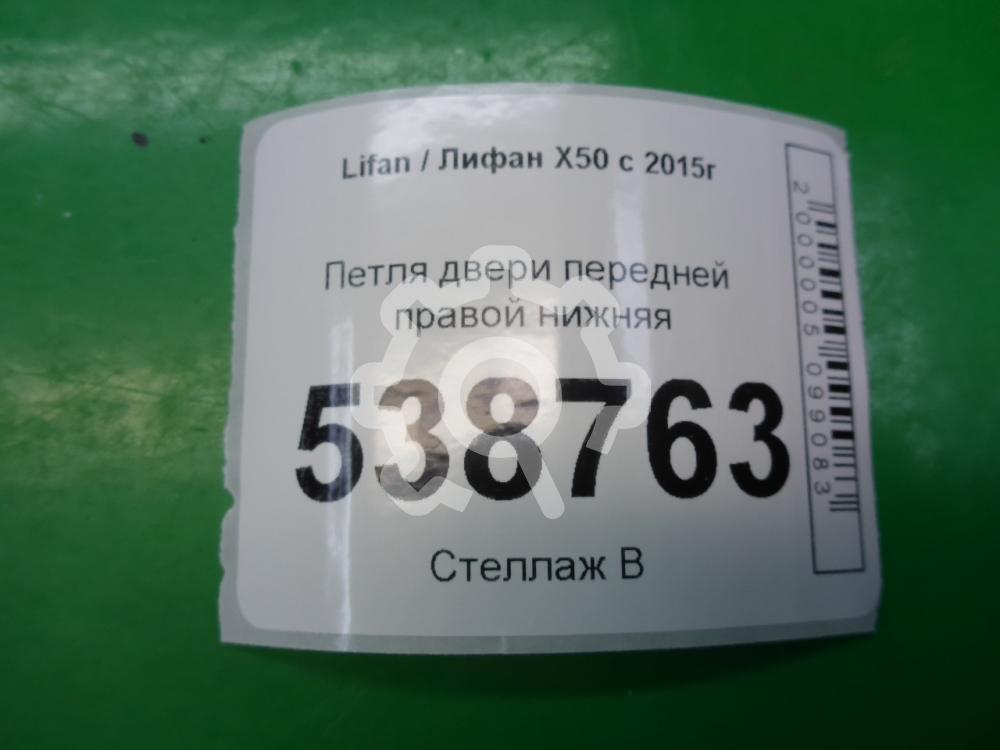 Lifan / Лифан X50 с 2015г
Петля двери передней
правой нижняя
538763
Стеллаж В
2000005099083